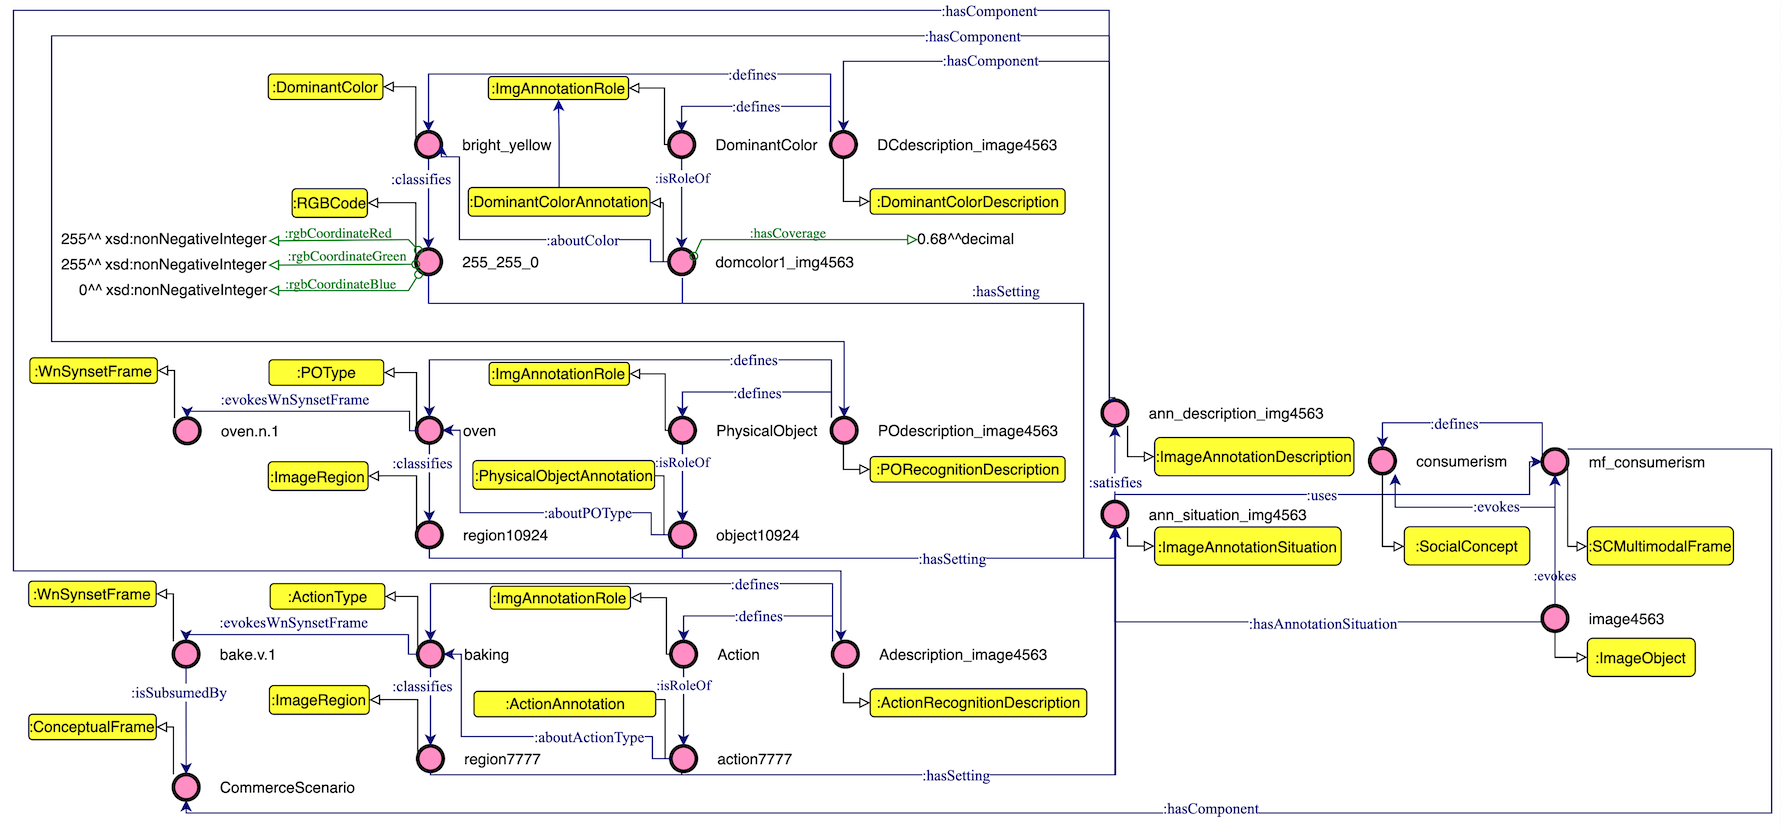 :hasComponent
:hasComponent
:hasComponent
:DominantColor
:ImgAnnotationRole
:defines
:defines
bright_yellow
DominantColor
DCdescription_image4563
:classifies
:isRoleOf
:RGBCode
:DominantColorAnnotation
:DominantColorDescription
255^^ xsd:nonNegativeInteger
:rgbCoordinateRed
:aboutColor
:hasCoverage
0.68^^decimal
255^^ xsd:nonNegativeInteger
:rgbCoordinateGreen
255_255_0
domcolor1_img4563
0^^ xsd:nonNegativeInteger
:rgbCoordinateBlue
:hasSetting
:WnSynsetFrame
:POType
:ImgAnnotationRole
:defines
:defines
:evokesWnSynsetFrame
oven.n.1
oven
PhysicalObject
POdescription_image4563
:classifies
:isRoleOf
:ImageRegion
:PhysicalObjectAnnotation
:PORecognitionDescription
:aboutPOType
region10924
object10924
:hasSetting
ann_description_img4563
:ImageAnnotationDescription
:satisfies
ann_situation_img4563
:ImageAnnotationSituation
:defines
consumerism
mf_consumerism
:uses
:evokes
:SocialConcept
:SCMultimodalFrame
:evokes
image4563
:hasAnnotationSituation
:ImageObject
:WnSynsetFrame
:ActionType
:ImgAnnotationRole
:defines
:defines
:evokesWnSynsetFrame
bake.v.1
baking
Action
Adescription_image4563
:isSubsumedBy
:classifies
:isRoleOf
:ImageRegion
:ActionAnnotation
:ActionRecognitionDescription
:ConceptualFrame
:aboutActionType
region7777
action7777
:hasSetting
CommerceScenario
:hasComponent